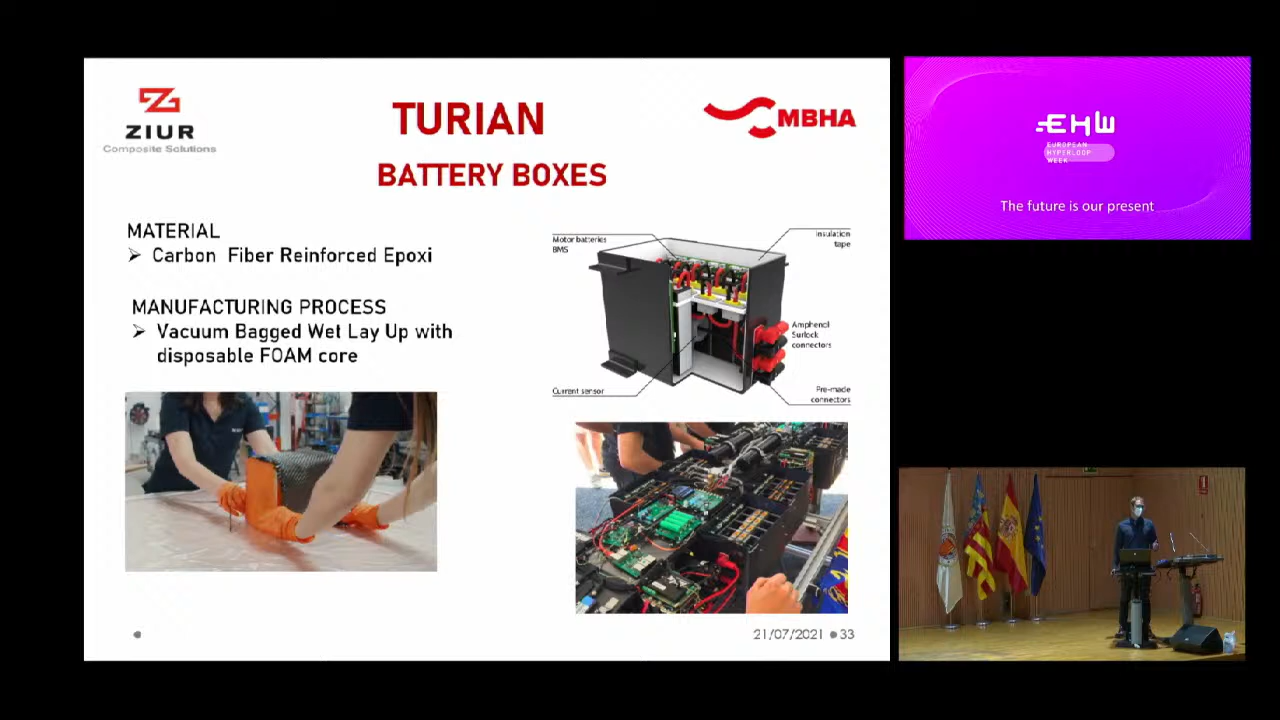 ZIUR
Composite Solutions
TURIAN
BATTERY BOXES
MBHA
MATERIAL
➢ Carbon Fiber Reinforced Epoxi
MANUFACTURING PROCESS
➢ Vacuum Bagged Wet Lay Up with
disposable FOAM core
Motor batteries
BMS
Insulation
tape
Amphenol
Surlock
connectors
Current sensor
Pre-made
connectors
21/07/2021 ● 33
EHW
EUROPEAN
HYPERLOOP
WEEK
The future is our present